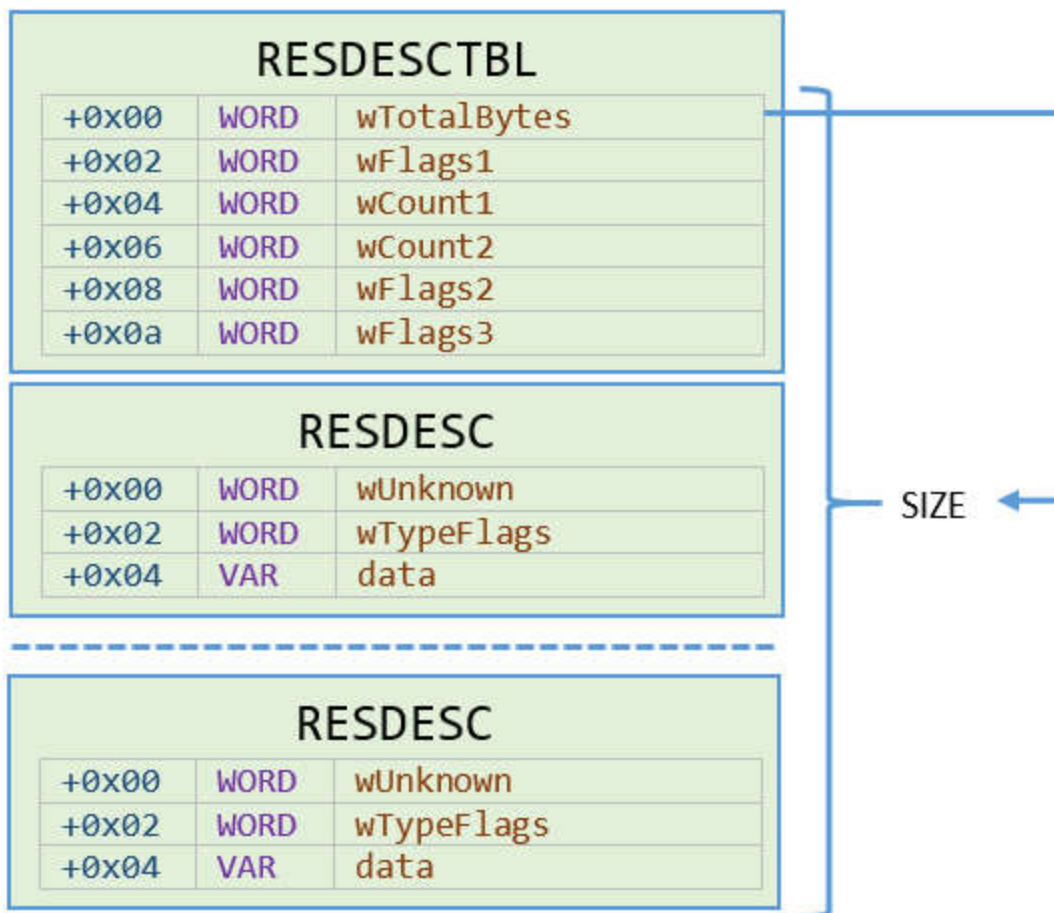 RESDESCTBL
+0x00 WORD wTotalBytes
+0x02 WORD wFlags1
+0x04 WORD wCount1
+0x06 WORD wCount2
+0x08 WORD wFlags2
+0x0a WORD wFlags3
RESDESC
+0x00 WORD wUnknown
+0x02 WORD wTypeFlags
+0x04 VAR data
SIZE
RESDESC
+0x00 WORD wUnknown
+0x02 WORD wTypeFlags
+0x04 VAR data